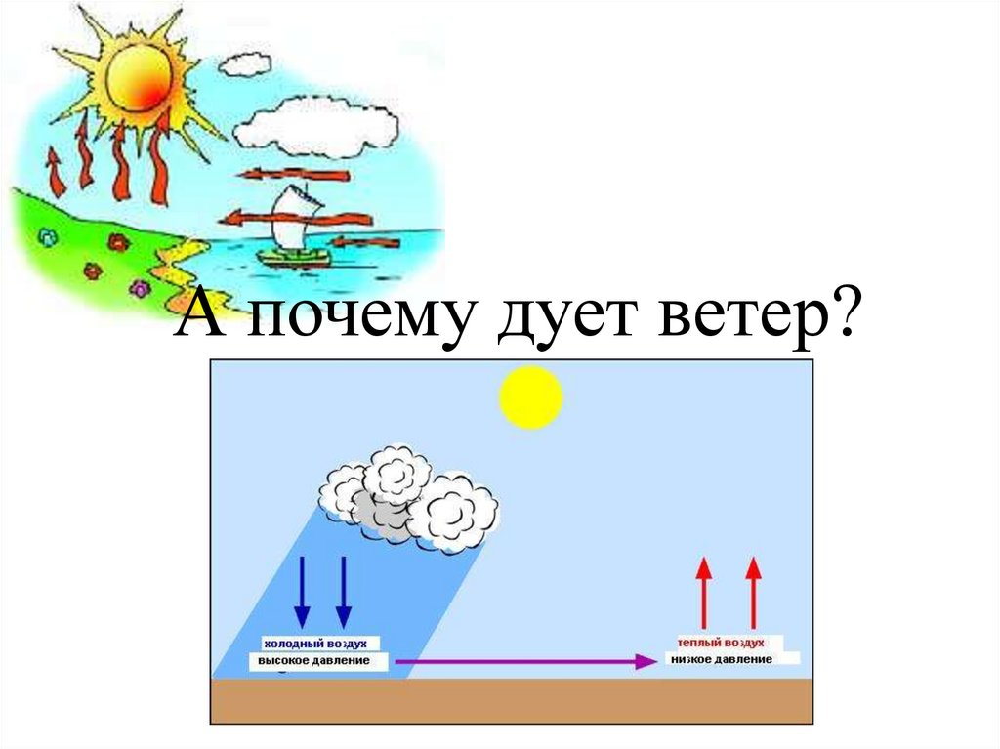 А почему дует ветер?
холодный воздух
высокое давление
теплый воздух
низкое давление